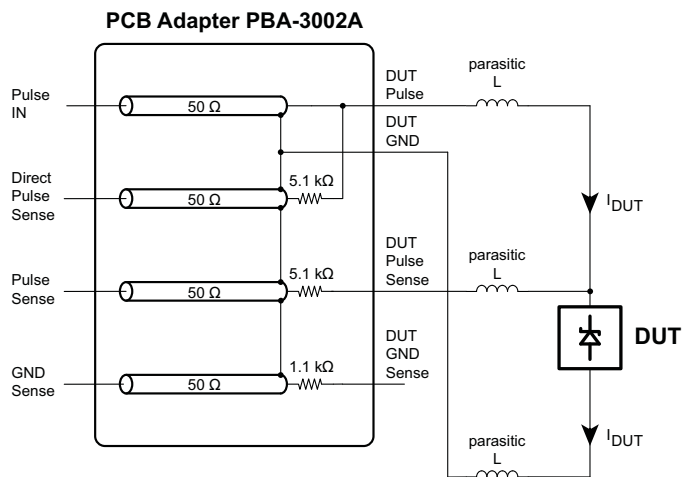 PCB Adapter PBA-3002A
Pulse
IN
50 Ω
DUT
Pulse
parasitic
L
DUT
GND
Direct
Pulse
Sense
50 Ω
5.1 kΩ
IDUT
Pulse
Sense
50 Ω
5.1 kΩ
DUT
Pulse
Sense
parasitic
L
DUT
GND
Sense
50 Ω
1.1 kΩ
DUT
GND
Sense
IDUT
parasitic
L